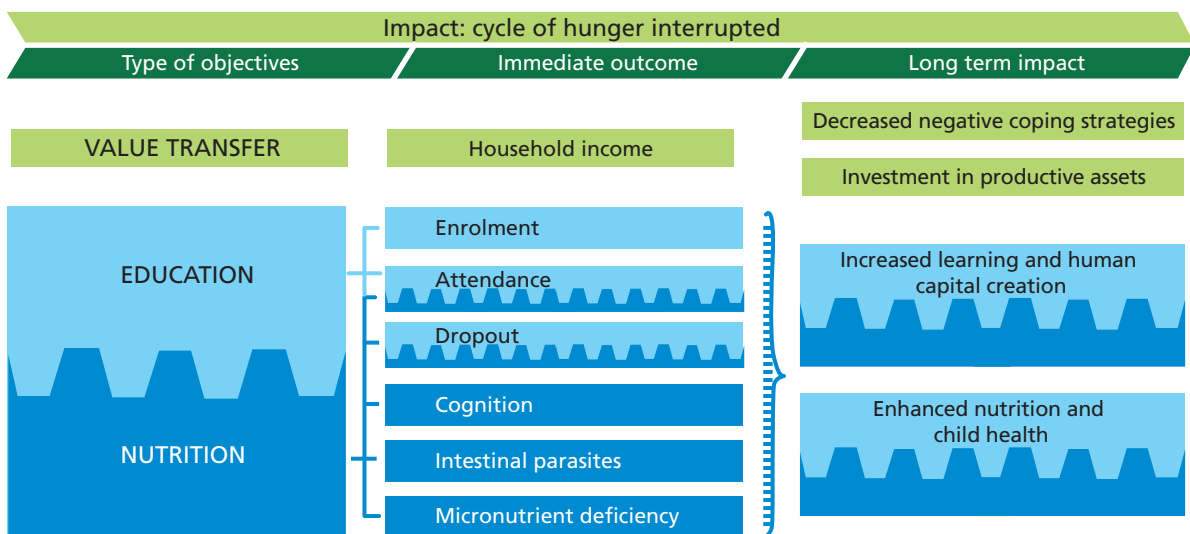 Impact: cycle of hunger interrupted
Type of objectives
Immediate outcome
Long term impact
VALUE TRANSFER
Household income
Decreased negative coping strategies
Investment in productive assets
EDUCATION
NUTRITION
Enrolment
Attendance
Dropout
Cognition
Intestinal parasites
Micronutrient deficiency
Increased learning and human
capital creation
Enhanced nutrition and
child health